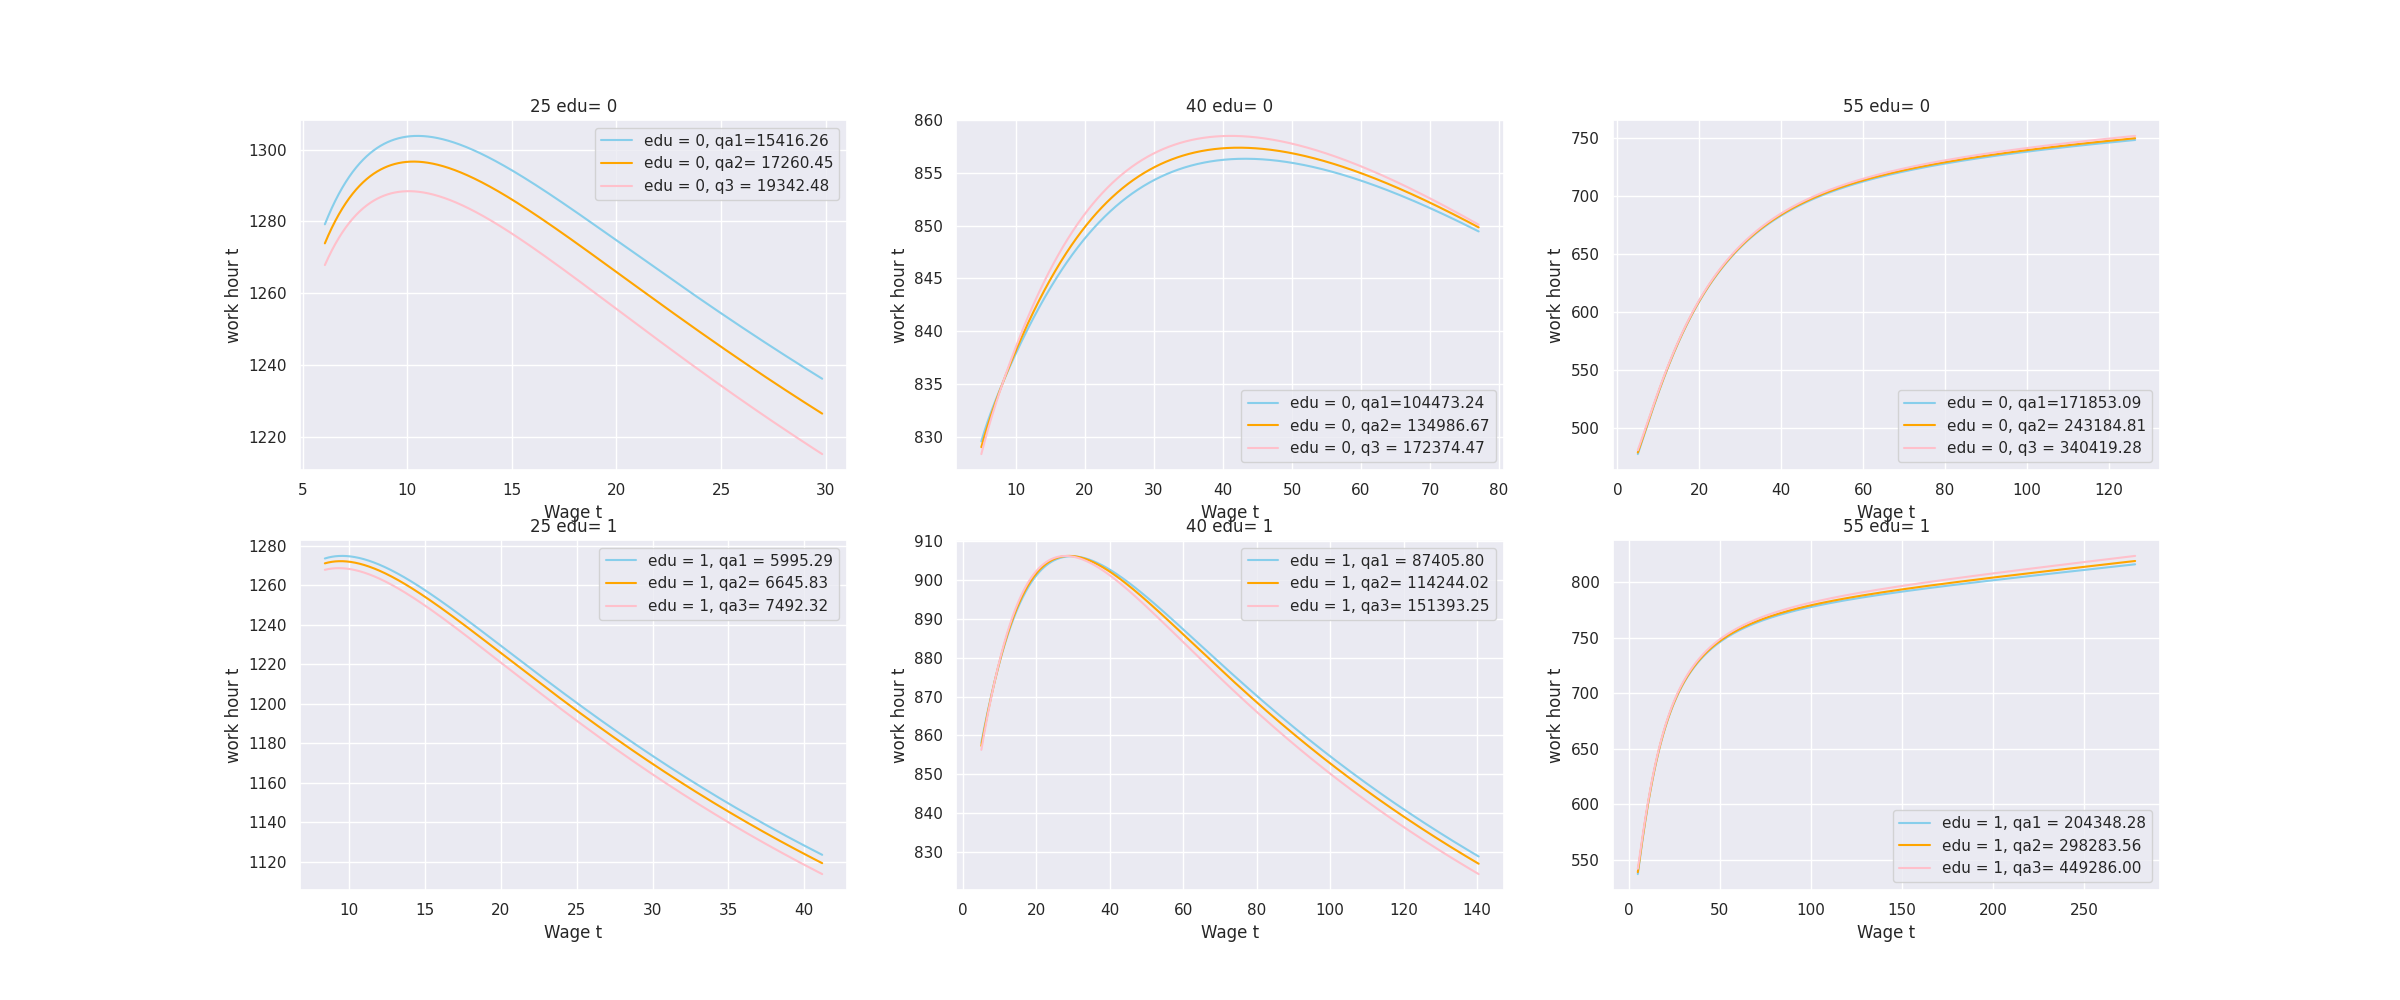 25 edu= 0
work hour t
1300
1280
1260
1240
1220
edu = 0, qa1=15416.26
edu = 0, qa2= 17260.45
edu = 0, q3 = 19342.48
5 10 15 20 25 30
Wage t
40 edu= 0
work hour t
860
855
850
845
840
835
830
edu = 0, qa1=104473.24
edu = 0, qa2= 134986.67
edu = 0, q3 = 172374.47
10 20 30 40 50 60 70 80
Wage t
55 edu= 0
work hour t
750
700
650
600
550
500
edu = 0, qa1=171853.09
edu = 0, qa2= 243184.81
edu = 0, q3 = 340419.28
0 20 40 60 80 100 120
Wage t
25 edu= 1
work hour t
1280
1260
1240
1220
1200
1180
1160
1140
1120
edu = 1, qa1 = 5995.29
edu = 1, qa2= 6645.83
edu = 1, qa3= 7492.32
10 15 20 25 30 35 40
Wage t
40 edu= 1
work hour t
910
900
890
880
870
860
850
840
830
edu = 1, qa1 = 87405.80
edu = 1, qa2= 114244.02
edu = 1, qa3= 151393.25
0 20 40 60 80 100 120 140
Wage t
55 edu= 1
work hour t
800
750
700
650
600
550
edu = 1, qa1 = 204348.28
edu = 1, qa2= 298283.56
edu = 1, qa3= 449286.00
0 50 100 150 200 250
Wage t